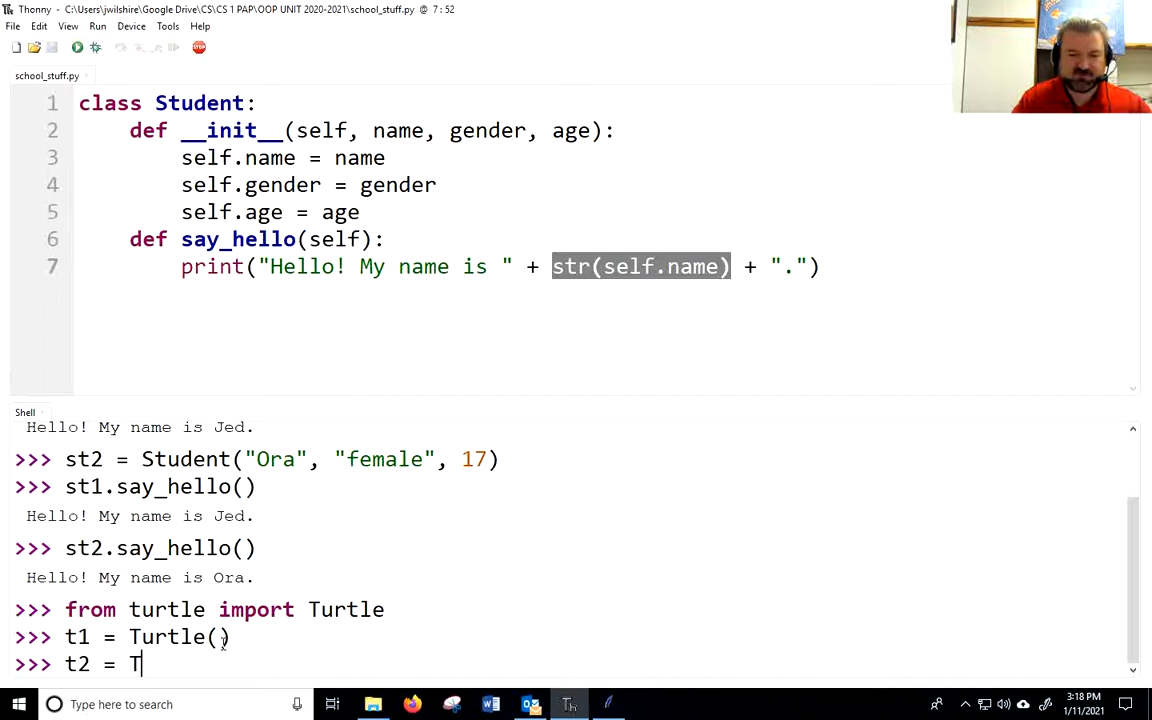 Thonny - C:\Users\jwilshire\Google Drive\CS\CS 1 PAP\OOP UNIT 2020-2021\school_stuff.py @ 7 : 52
File Edit View Run Device Tools Help
school_stuff.py
1 class Student:
2 def __init__(self, name, gender, age):
3 self.name = name
4 self.gender = gender
5 self.age = age
6 def say_hello(self):
7 print("Hello! My name is " + str(self.name) + ".")
Shell
Hello! My name is Jed.
>>> st2 = Student("Ora", "female", 17)
>>> st1.say_hello()
Hello! My name is Jed.
>>> st2.say_hello()
Hello! My name is Ora.
>>> from turtle import Turtle
>>> t1 = Turtle()
>>> t2 = T
Type here to search
3:18 PM
1/11/2021